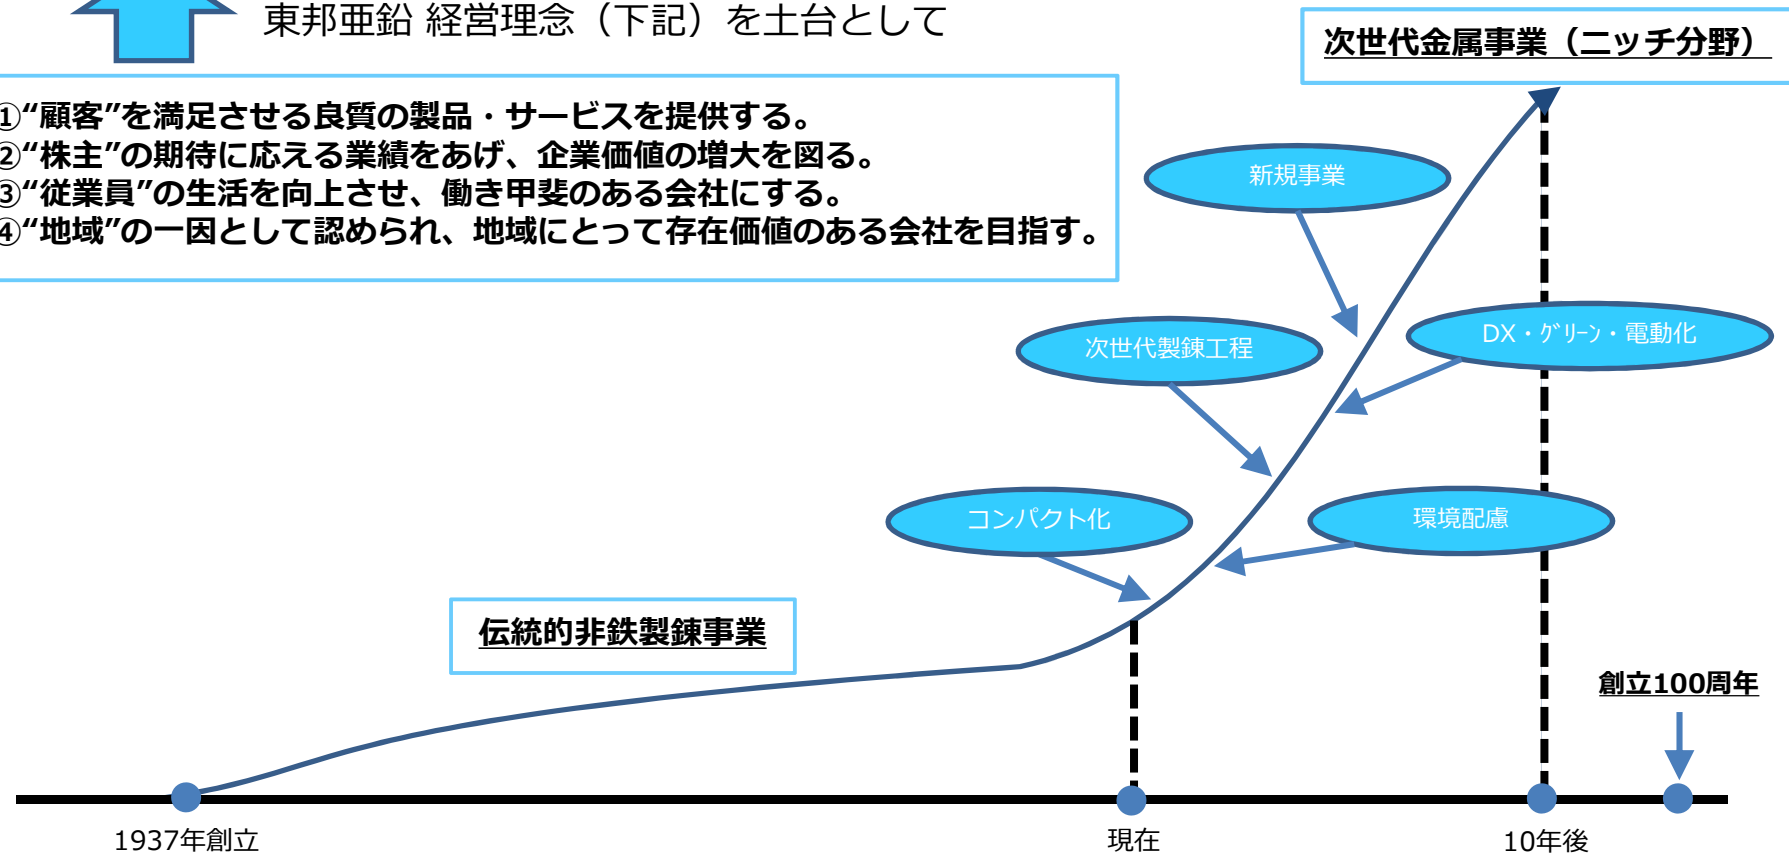 東邦亜鉛 経営理念（下記）を土台として
次世代金属事業（ニッチ分野）
①“顧客”を満足させる良質の製品・サービスを提供する。
②“株主”の期待に応える業績をあげ、企業価値の増大を図る。
③“従業員”の生活を向上させ、働き甲斐のある会社にする。
④“地域”の一因として認められ、地域にとって存在価値のある会社を目指す。
新規事業
DX・グリーン・電動化
次世代製錬工程
コンパクト化
環境配慮
伝統的非鉄製錬事業
創立100周年
1937年創立
現在
10年後